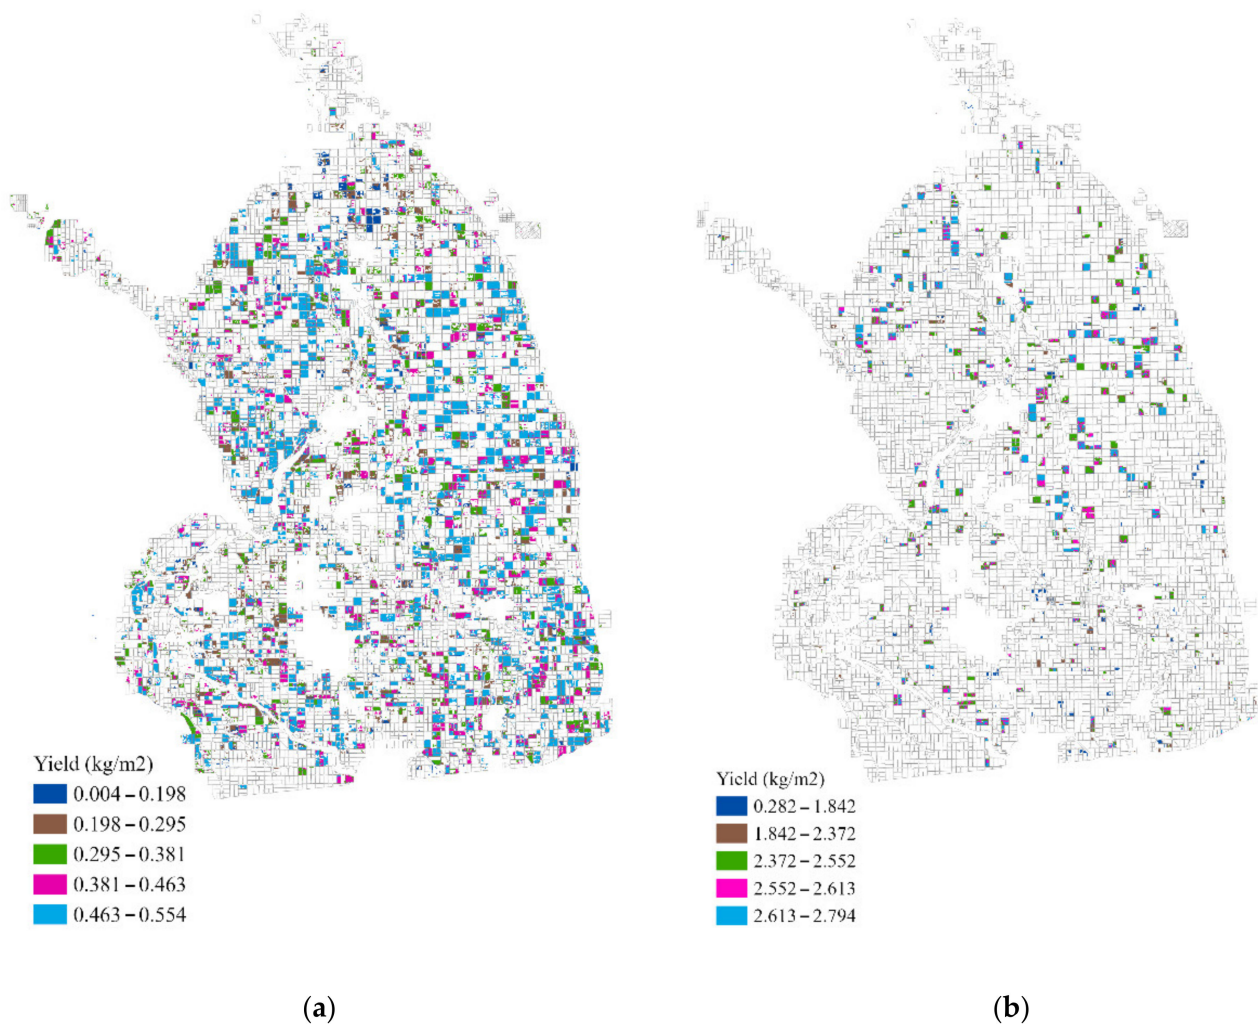 Yield (kg/m2)
0.004 – 0.198
0.198 – 0.295
0.295 – 0.381
0.381 – 0.463
0.463 – 0.554
(a)
Yield (kg/m2)
0.282 – 1.842
1.842 – 2.372
2.372 – 2.552
2.552 – 2.613
2.613 – 2.794
(b)